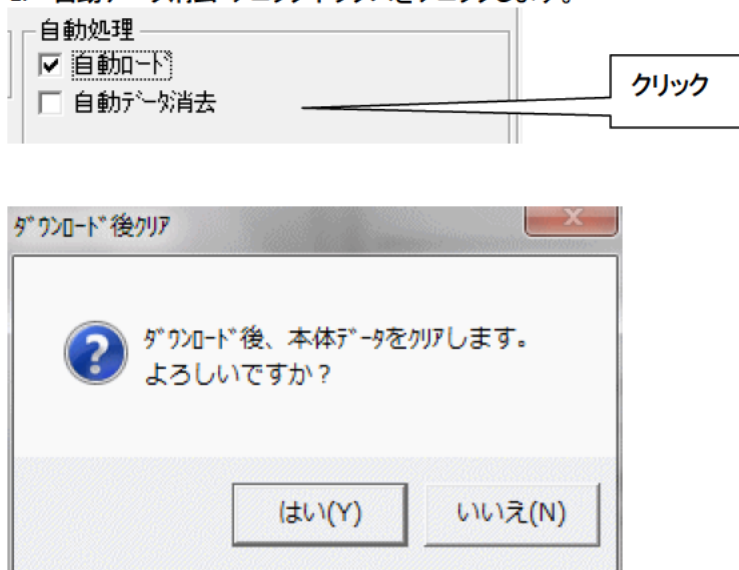 自動処理
自動ロード
自動ﾃﾞｰﾀ消去
クリック
ﾀﾞｳﾝﾛｰﾄﾞ後ｸﾘｱ
ﾀﾞｳﾝﾛｰﾄﾞ後、本体ﾃﾞｰﾀをｸﾘｱします。
よろしいですか？
はい(Y)
いいえ(N)